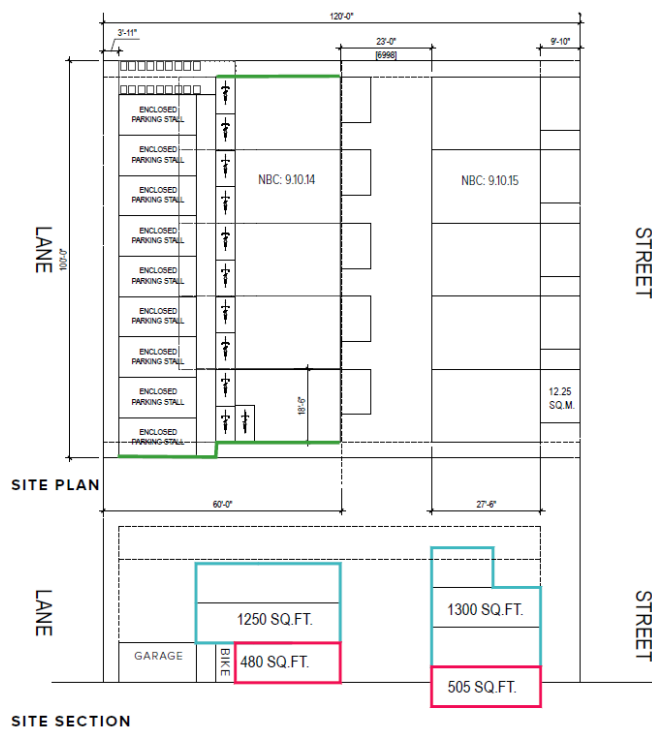 120'-0"
3'-11"
23'-0"
[6998]
9'-10"
ENCLOSED
PARKING STALL
ENCLOSED
PARKING STALL
ENCLOSED
PARKING STALL
ENCLOSED
PARKING STALL
ENCLOSED
PARKING STALL
ENCLOSED
PARKING STALL
ENCLOSED
PARKING STALL
ENCLOSED
PARKING STALL
ENCLOSED
PARKING STALL
NBC: 9.10.14
NBC: 9.10.15
LANE
100'-0"
STREET
18'-6"
12.25
SQ.M.
SITE PLAN
60'-0"
27'-6"
LANE
1250 SQ.FT.
1300 SQ.FT.
STREET
GARAGE
BIKE
480 SQ.FT.
505 SQ.FT.
SITE SECTION